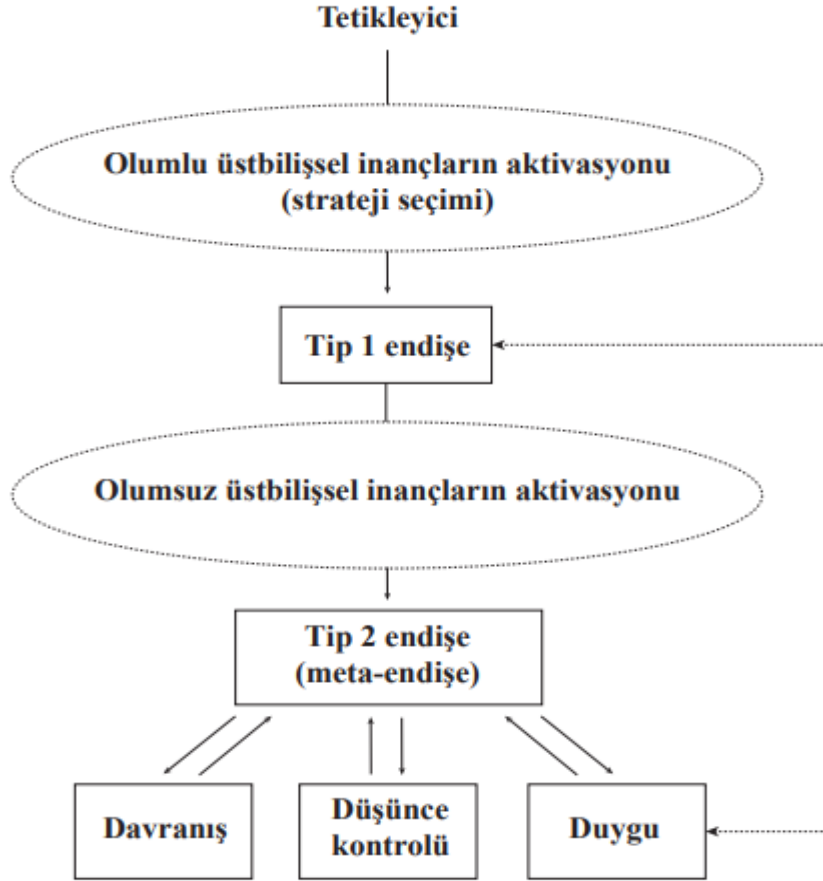 Tetikleyici
Olumlu üstbilişsel inançların aktivasyonu
(strateji seçimi)
Tip 1 endişe
Olumsuz üstbilişsel inançların aktivasyonu
Tip 2 endişe
(meta-endişe)
Davranış
Düşünce
kontrolü
Duygu